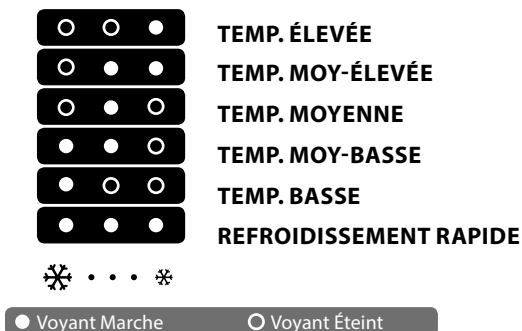 TEMP. ÉLEVÉE
TEMP. MOY-ÉLEVÉE
TEMP. MOYENNE
TEMP. MOY-BASSE
TEMP. BASSE
REFROIDISSEMENT RAPIDE
Voyant Marche Voyant Éteint